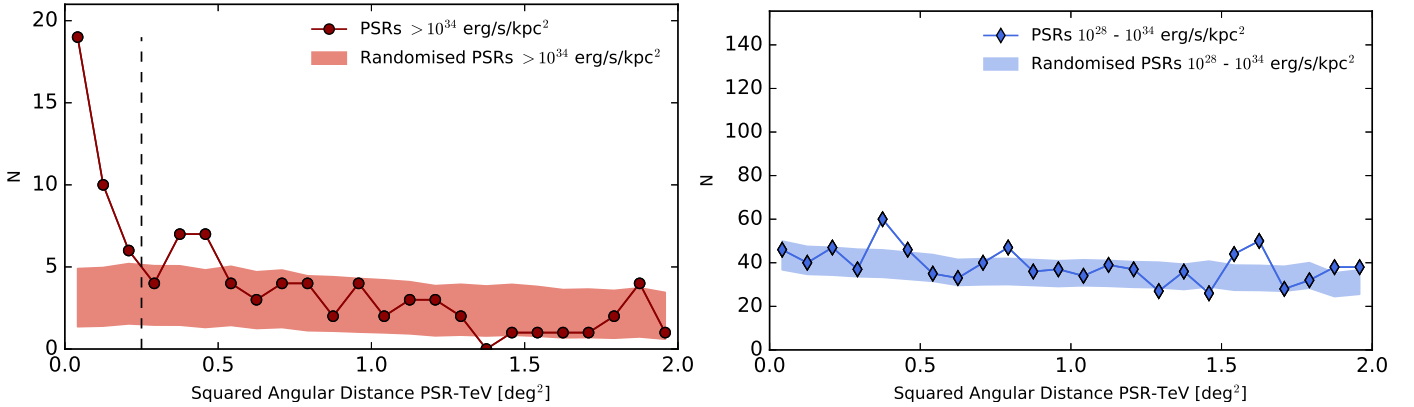 PSRs >10³⁴ erg/s/kpc²
Randomised PSRs >10³⁴ erg/s/kpc²
20
15
10
5
0
N
0.0 0.5 1.0 1.5 2.0
Squared Angular Distance PSR-TeV [deg²]
PSRs 10²⁸ - 10³⁴ erg/s/kpc²
Randomised PSRs 10²⁸ - 10³⁴ erg/s/kpc²
140
120
100
80
60
40
20
0
N
0.0 0.5 1.0 1.5 2.0
Squared Angular Distance PSR-TeV [deg²]